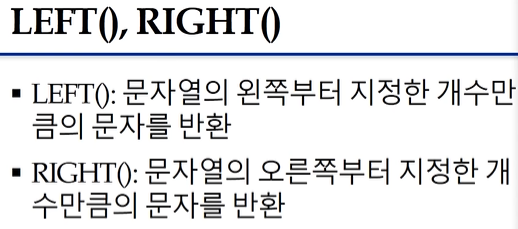 LEFT(), RIGHT()
▪ LEFT(): 문자열의 왼쪽부터 지정한 개수만
큼의 문자를 반환
▪ RIGHT(): 문자열의 오른쪽부터 지정한 개
수만큼의 문자를 반환